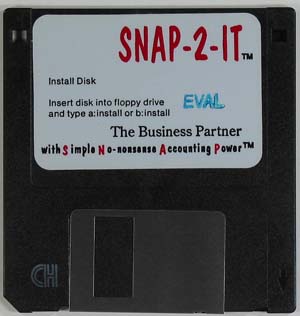 SNAP-2-IT™
Install Disk
Insert disk into floppy drive
and type a:install or b:install
EVAL
The Business Partner
with Simple No-nonsense Accounting Power™